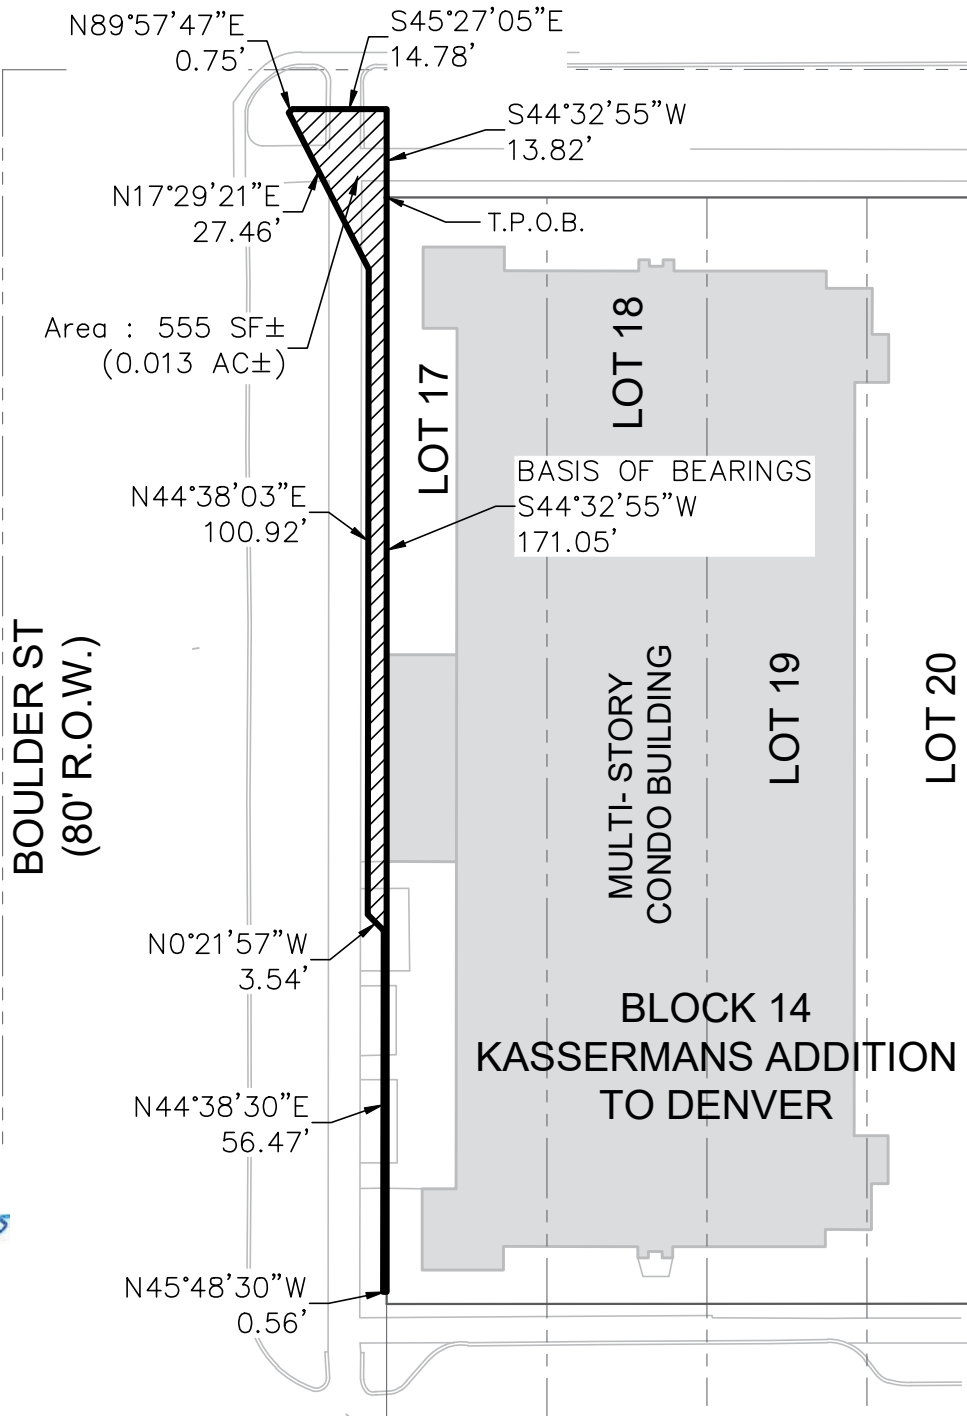 N89°57'47"E
0.75'
S45°27'05"E
14.78'
S44°32'55"W
13.82'
N17°29'21"E
27.46'
T.P.O.B.
Area : 555 SF±
(0.013 AC±)
LOT 17
LOT 18
BASIS OF BEARINGS
S44°32'55"W
171.05'
N44°38'03"E
100.92'
BOULDER ST
(80' R.O.W.)
MULTI- STORY
CONDO BUILDING
LOT 19
LOT 20
N0°21'57"W
3.54'
BLOCK 14
KASSERMANS ADDITION
TO DENVER
N44°38'30"E
56.47'
N45°48'30"W
0.56'